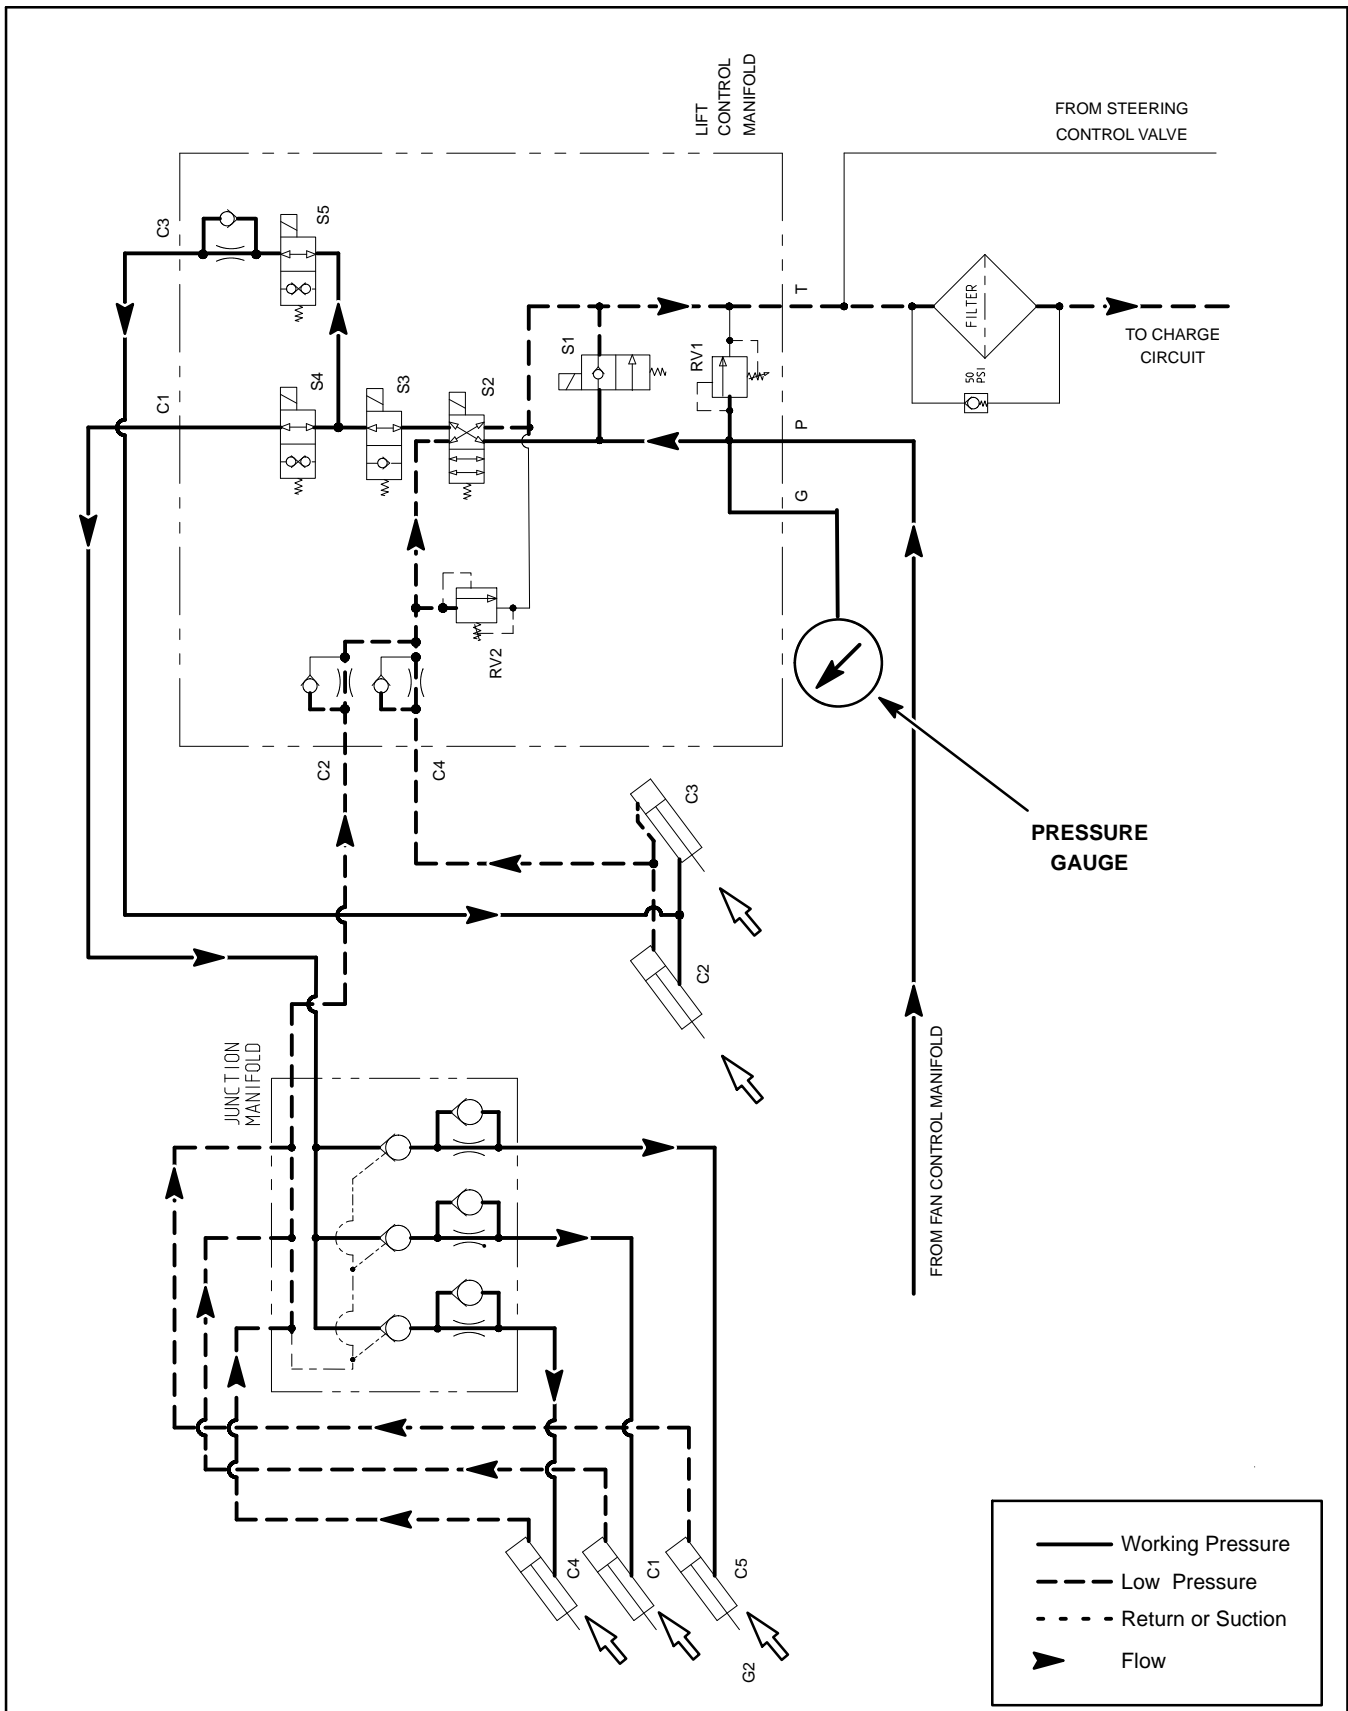 LIFT
CONTROL
MANIFOLD
FROM STEERING
CONTROL VALVE
C3
S5
T
S1
RV1
FILTER
50
PSI
TO CHARGE
CIRCUIT
C1
S4
S3
S2
P
G
RV2
C2
C4
C3
PRESSURE
GAUGE
C2
JUNCTION
MANIFOLD
FROM FAN CONTROL MANIFOLD
C4
C1
C5
G2
Working Pressure
Low Pressure
Return or Suction
Flow